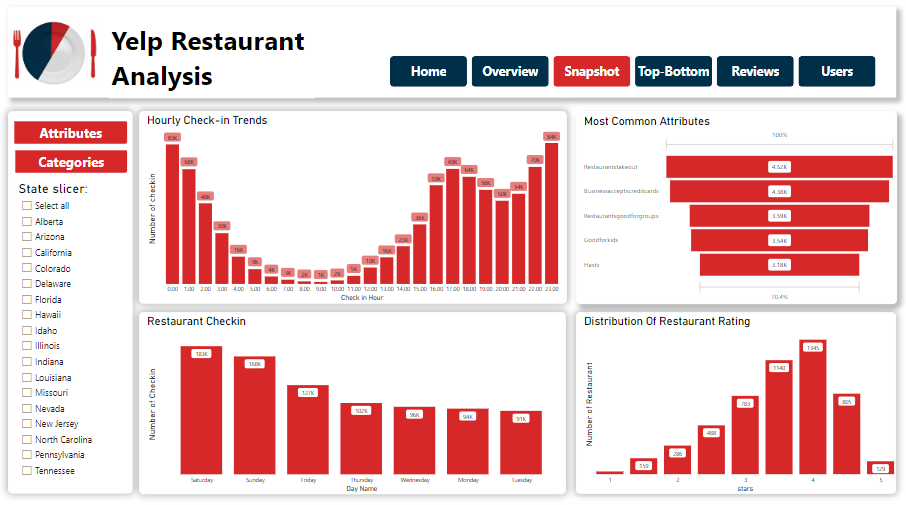 Yelp Restaurant
Analysis
Home
Overview
Snapshot
Top-Bottom
Reviews
Users
Attributes
Categories
State slicer:
Select all
Alberta
Arizona
California
Colorado
Delaware
Florida
Hawaii
Idaho
Illinois
Indiana
Louisiana
Missouri
Nevada
New Jersey
North Carolina
Pennsylvania
Tennessee
Hourly Check-in Trends
Number of checkin
83K 68K 48K 30K 16K 9K 4K 3K 2K 1K 2K 5K 10K 16K 23K 36K 59K 69K 64K 56K 50K 54K 70K 84K
0.00 1.00 2.00 3.00 4.00 5.00 6.00 7.00 8.00 9.00 10.00 11.00 12.00 13.00 14.00 15.00 16.00 17.00 18.00 19.00 20.00 21.00 22.00 23.00
Check in Hour
Most Common Attributes
100%
Restaurantstakeout 4.52K
Businessacceptscreditcards 4.38K
Restaurantsgoodforgroups 3.59K
Goodforkids 3.54K
Hastv 3.18K
70.4%
Restaurant Checkin
Number of Checkin
183K 168K 127K 102K 96K 94K 91K
Saturday Sunday Friday Thursday Wednesday Monday Tuesday
Day Name
Distribution Of Restaurant Rating
Number of Restaurant
159 286 488 783 1140 1345 805 129
1 2 3 4 5
stars